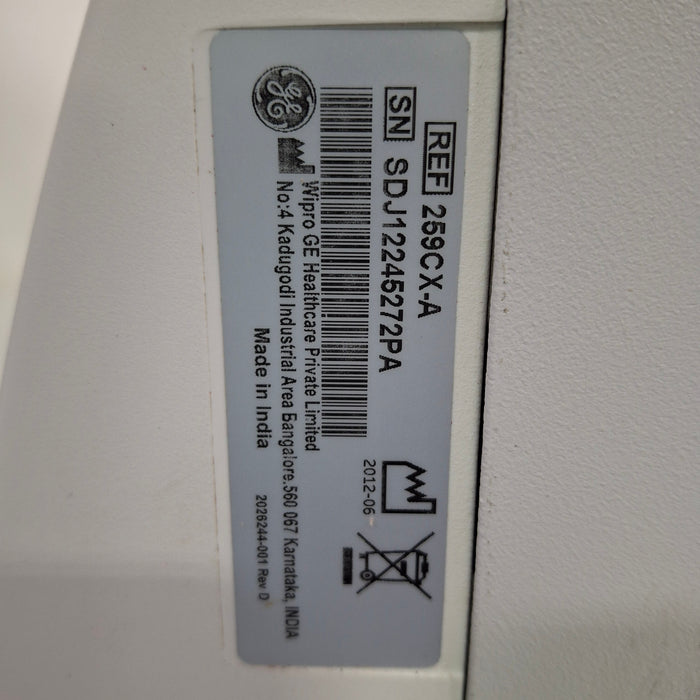 REF 259CX-A
SN SDJ12245272PA
2012-06
GE
Wipro GE Healthcare Private Limited
No:4 Kadugodi Industrial Area Bangalore.560 067 Karnataka, INDIA
Made in India
2026244-001 Rev D